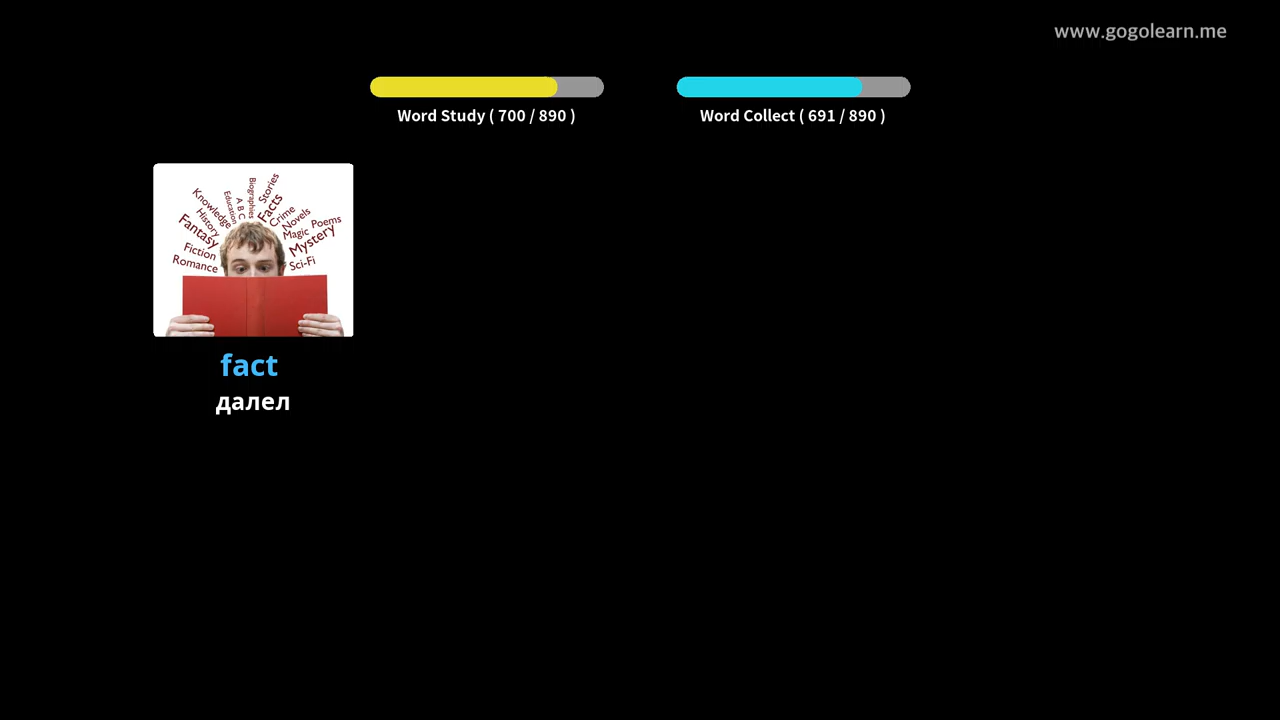 www.gogolearn.me
Word Study ( 700 / 890 )
Word Collect ( 691 / 890 )
Romance
Fiction
Fantasy
History
Knowledge
Education
A B C
Biographies
Stories
Facts
Crime
Novels
Magic
Poems
Mystery
Sci-Fi
fact
далел